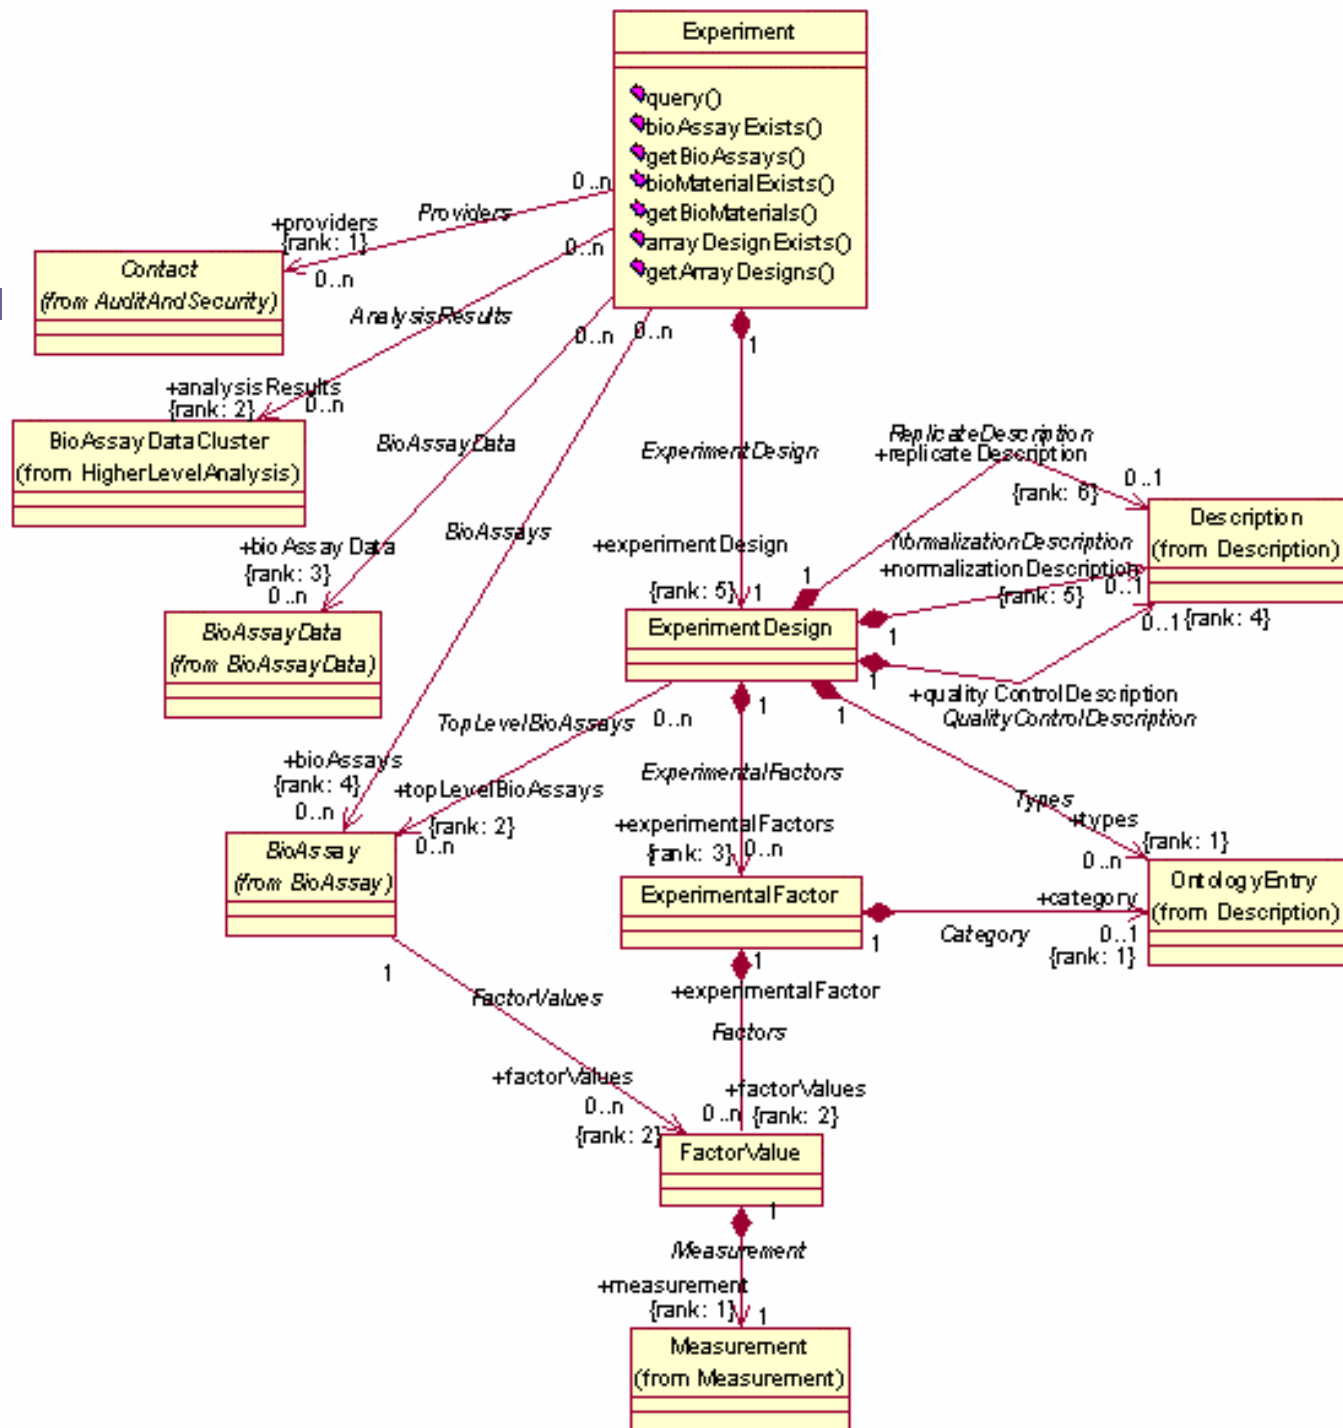 Experiment
query()
bioAssayExists()
getBioAssays()
bioMaterialExists()
getBioMaterials()
arrayDesignExists()
getArrayDesigns()
0..n
Providers
+providers
{rank: 1}
0..n
Contact
(from AuditAndSecurity)
0..n
AnalysisResults
+analysisResults
{rank: 2}
0..n
BioAssayDataCluster
(from HigherLevelAnalysis)
0..n
BioAssayData
+bioAssayData
{rank: 3}
0..n
BioAssayData
(from BioAssayData)
0..n
BioAssays
+bioAssays
{rank: 4}
0..n
BioAssay
(from BioAssay)
1
ExperimentDesign
+experimentDesign
{rank: 5}
1
ExperimentDesign
ReplicateDescription
+replicateDescription
0..1
{rank: 6}
1
Description
(from Description)
NormalizationDescription
+normalizationDescription
0..1
{rank: 5}
1
0..1
{rank: 4}
1
+qualityControlDescription
QualityControlDescription
0..n
TopLevelBioAssays
+topLevelBioAssays
{rank: 2}
0..n
1
ExperimentalFactors
+experimentalFactors
{rank: 3}
0..n
1
Types
+types
{rank: 1}
0..n
OntologyEntry
(from Description)
ExperimentalFactor
+category
Category
1
0..1
{rank: 1}
1
FactorValues
+factorValues
0..n
{rank: 2}
1
+experimentalFactor
Factors
+factorValues
0..n
{rank: 2}
FactorValue
1
Measurement
+measurement
{rank: 1}
1
Measurement
(from Measurement)